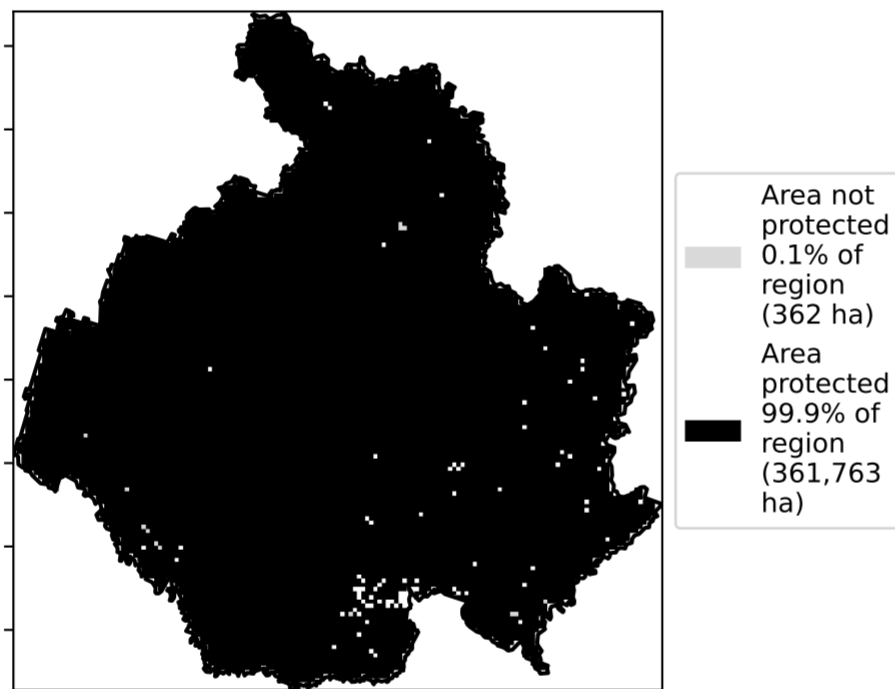 Area not
protected
0.1% of
region
(362 ha)
Area
protected
99.9% of
region
(361,763
ha)